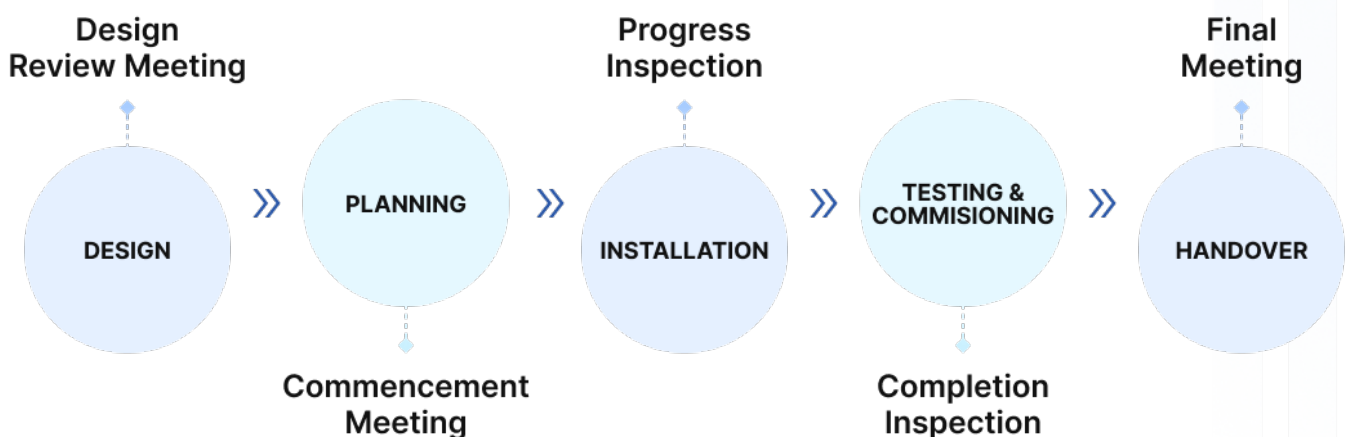 Design
Review Meeting
Progress
Inspection
Final
Meeting
DESIGN
PLANNING
INSTALLATION
TESTING &
COMMISIONING
HANDOVER
Commencement
Meeting
Completion
Inspection